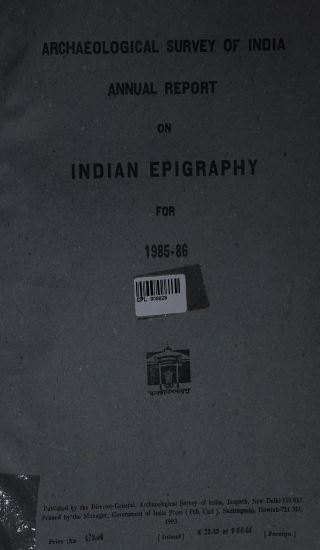 ARCHAEOLOGICAL SURVEY OF INDIA
ANNUAL REPORT
ON
INDIAN EPIGRAPHY
FOR
1985-86
Published by the Director-General, Archaeological Survey of India, Janpath, New Delhi-110 011.
Printed by the Manager, Government of India Press ( Pub. Unit ), Santragachi, Howrah-711 321.
1993
Price : Rs [ Inland ] [ Foreign ]